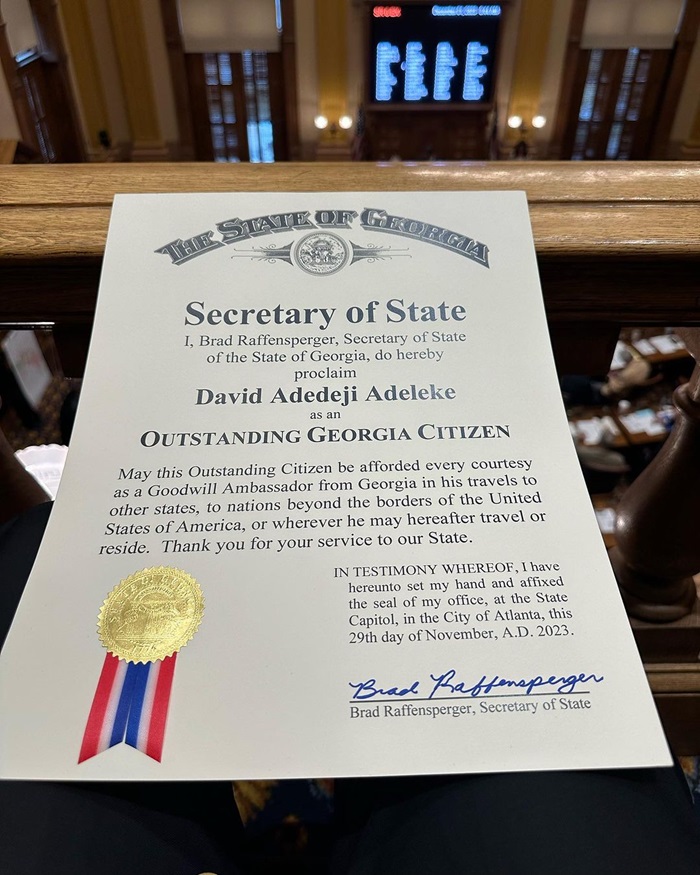 THE STATE OF GEORGIA
Secretary of State
I, Brad Raffensperger, Secretary of State
of the State of Georgia, do hereby
proclaim
David Adedeji Adeleke
as an
OUTSTANDING GEORGIA CITIZEN
May this Outstanding Citizen be afforded every courtesy
as a Goodwill Ambassador from Georgia in his travels to
other states, to nations beyond the borders of the United
States of America, or wherever he may hereafter travel or
reside. Thank you for your service to our State.
IN TESTIMONY WHEREOF, I have
hereunto set my hand and affixed
the seal of my office, at the State
Capitol, in the City of Atlanta, this
29th day of November, A.D. 2023.
Brad Raffensperger
Brad Raffensperger, Secretary of State
1776